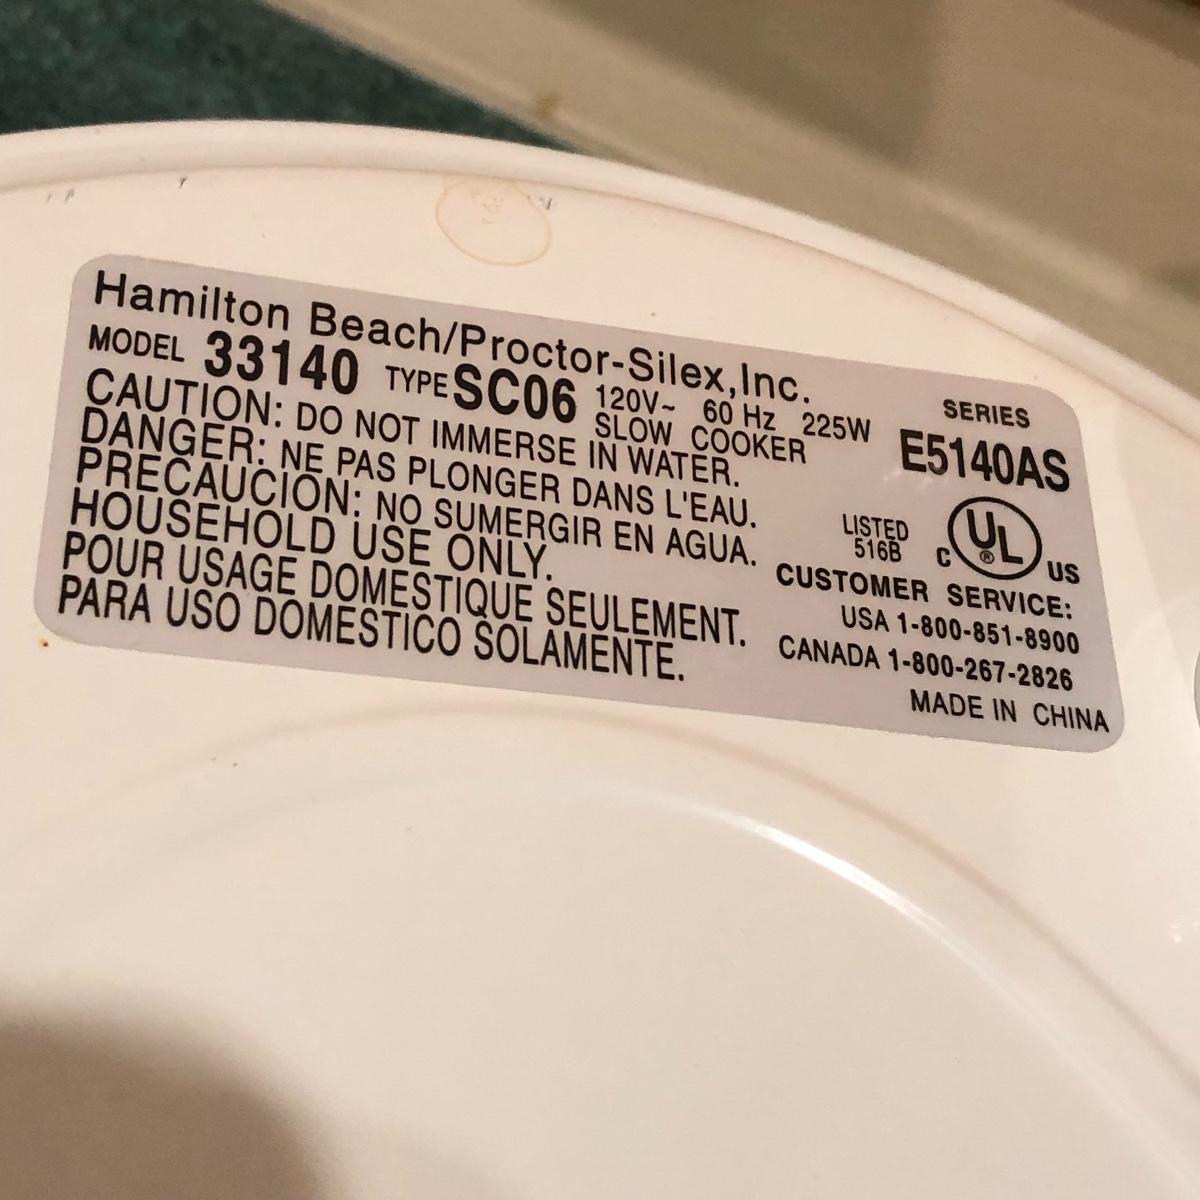 Hamilton Beach/Proctor-Silex,Inc.
MODEL 33140 TYPE SC06 120V~ 60 Hz 225W
SLOW COOKER
SERIES
E5140AS
CAUTION: DO NOT IMMERSE IN WATER.
DANGER: NE PAS PLONGER DANS L'EAU.
PRECAUCION: NO SUMERGIR EN AGUA.
HOUSEHOLD USE ONLY.
POUR USAGE DOMESTIQUE SEULEMENT.
PARA USO DOMESTICO SOLAMENTE.
LISTED
516B
C UL ® US
CUSTOMER SERVICE:
USA 1-800-851-8900
CANADA 1-800-267-2826
MADE IN CHINA